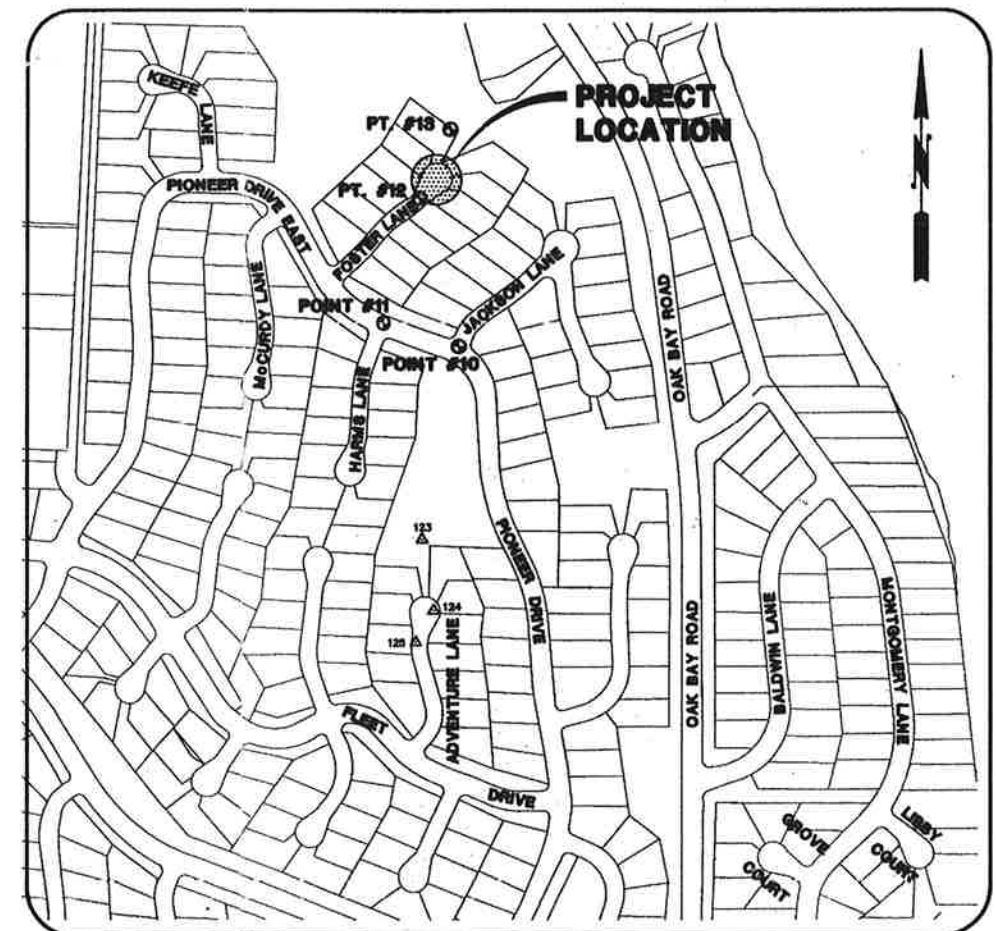 KEEFE
LANE
PT. #13
PROJECT
LOCATION
N
PIONEER DRIVE EAST
PT. #12
FOSTER LANE
McCURDY LANE
POINT #11
JACKSON LANE
POINT #10
OAK BAY ROAD
HARMS LANE
123
PIONEER DRIVE
124
125
ADVENTURE LANE
OAK BAY ROAD
BALDWIN LANE
MONTGOMERY LANE
FLEET
DRIVE
GROVE
COURT
LIBBY
COURT